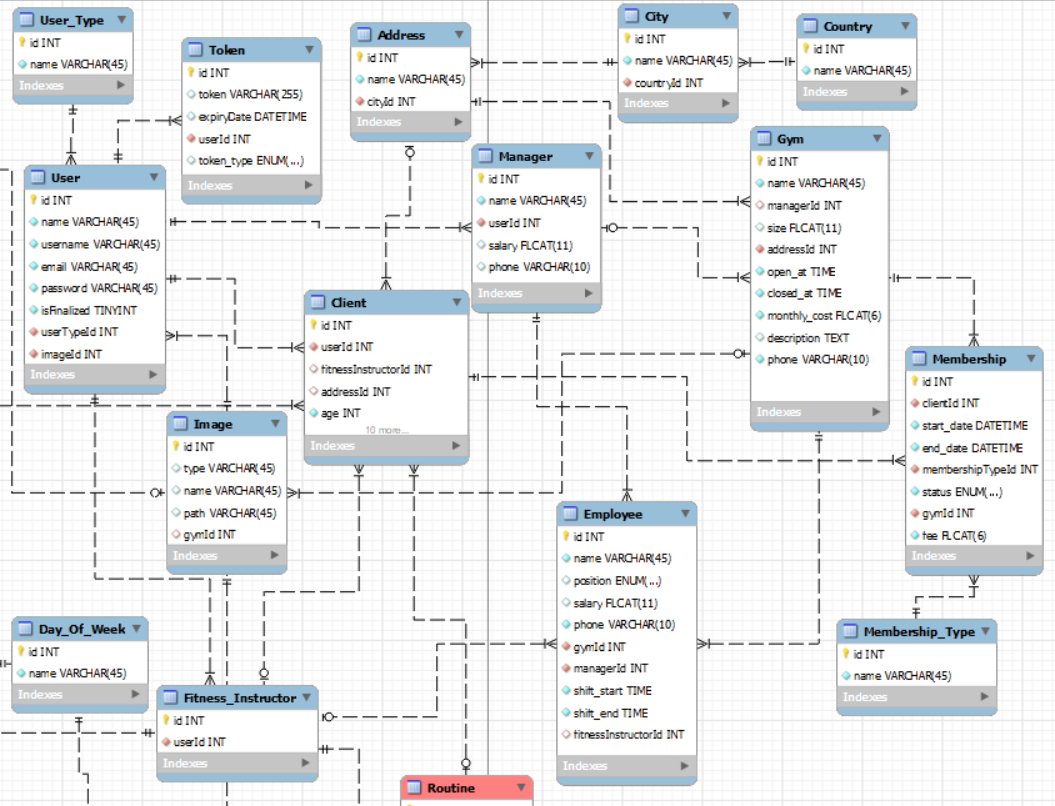 User_Type
id INT
name VARCHAR(45)
Indexes
Token
id INT
token VARCHAR(255)
expiryDate DATETIME
userId INT
token_type ENUM(...)
Indexes
Address
id INT
name VARCHAR(45)
cityId INT
Indexes
City
id INT
name VARCHAR(45)
countryId INT
Indexes
Country
id INT
name VARCHAR(45)
Indexes
User
id INT
name VARCHAR(45)
username VARCHAR(45)
email VARCHAR(45)
password VARCHAR(45)
isFinalized TINYINT
userTypeId INT
imageId INT
Indexes
Manager
id INT
name VARCHAR(45)
userId INT
salary FLCAT(11)
phone VARCHAR(10)
Indexes
Gym
id INT
name VARCHAR(45)
managerId INT
size FLCAT(11)
addressId INT
open_at TIME
closed_at TIME
monthly_cost FLCAT(6)
description TEXT
phone VARCHAR(10)
Indexes
Client
id INT
userId INT
fitnessInstructorId INT
addressId INT
age INT
10 more...
Indexes
Membership
id INT
clientId INT
start_date DATETIME
end_date DATETIME
membershipTypeId INT
status ENUM(...)
gymId INT
fee FLCAT(6)
Indexes
Image
id INT
type VARCHAR(45)
name VARCHAR(45)
path VARCHAR(45)
gymId INT
Indexes
Employee
id INT
name VARCHAR(45)
position ENUM(...)
salary FLCAT(11)
phone VARCHAR(10)
gymId INT
managerId INT
shift_start TIME
shift_end TIME
fitnessInstructorId INT
Indexes
Day_Of_Week
id INT
name VARCHAR(45)
Indexes
Fitness_Instructor
id INT
userId INT
Indexes
Membership_Type
id INT
name VARCHAR(45)
Indexes
Routine